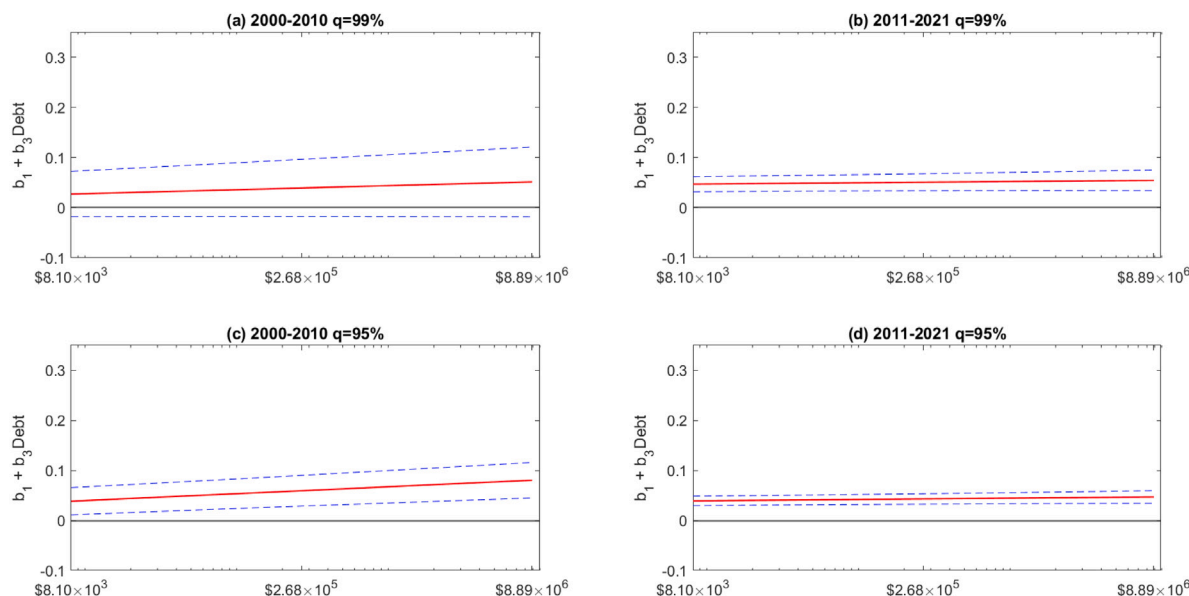 (a) 2000-2010 q=99%
b₁ + b₃Debt
0.3
0.2
0.1
0
-0.1
$8.10×10³ $2.68×10⁵ $8.89×10⁶
(b) 2011-2021 q=99%
b₁ + b₃Debt
0.3
0.2
0.1
0
-0.1
$8.10×10³ $2.68×10⁵ $8.89×10⁶
(c) 2000-2010 q=95%
b₁ + b₃Debt
0.3
0.2
0.1
0
-0.1
$8.10×10³ $2.68×10⁵ $8.89×10⁶
(d) 2011-2021 q=95%
b₁ + b₃Debt
0.3
0.2
0.1
0
-0.1
$8.10×10³ $2.68×10⁵ $8.89×10⁶